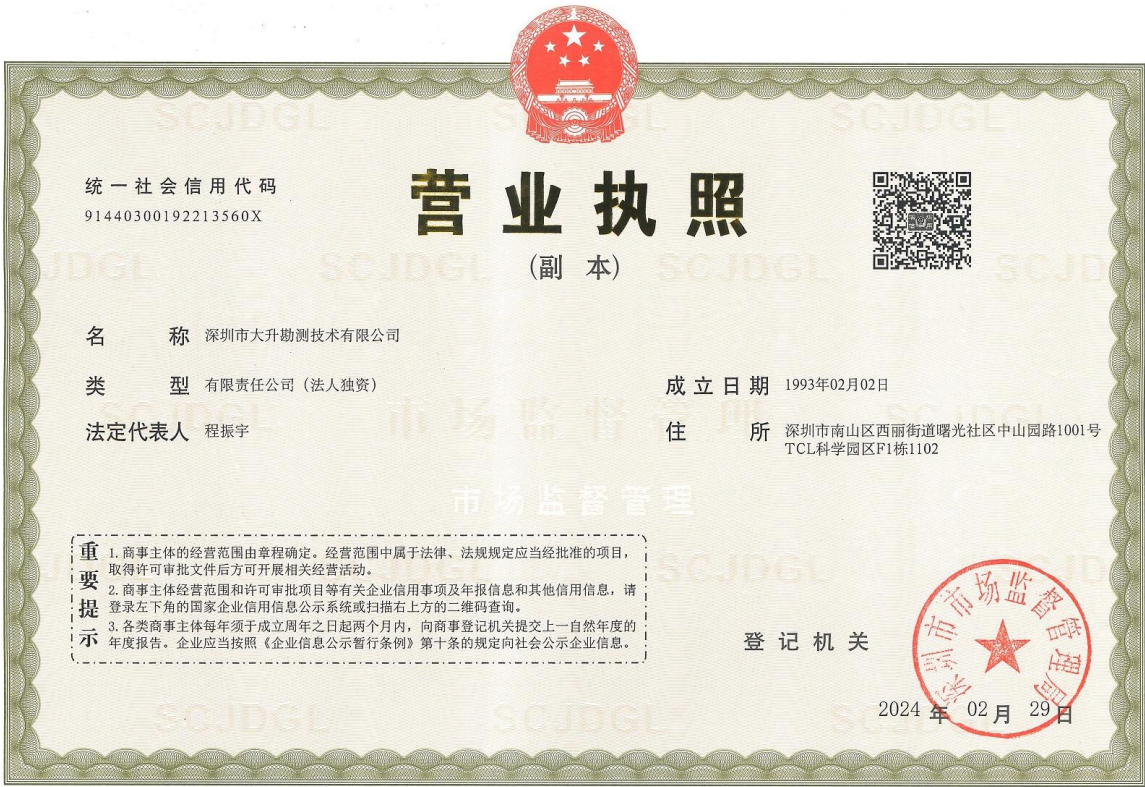 营业执照
(副 本)
统一社会信用代码
91440300192213560X
名 称 深圳市大升勘测技术有限公司
类 型 有限责任公司（法人独资）
法定代表人 程振宇
成立日期 1993年02月02日
住 所 深圳市南山区西丽街道曙光社区中山园路1001号
TCL科学园区F1栋1102
重要提示
1. 商事主体的经营范围由章程确定。经营范围中属于法律、法规规定应当经批准的项目，
取得许可审批文件后方可开展相关经营活动。
2. 商事主体经营范围和许可审批项目等有关企业信用事项及年报信息和其他信用信息，请
登录左下角的国家企业信用信息公示系统或扫描右上方的二维码查询。
3. 各类商事主体每年须于成立周年之日起两个月内，向商事登记机关提交上一自然年度的
年度报告。企业应当按照《企业信息公示暂行条例》第十条的规定向社会公示企业信息。
登记机关
深圳市市场监督管理局
2024 年 02 月 29 日
SCJDGL
市场监督管理
市场监督管理